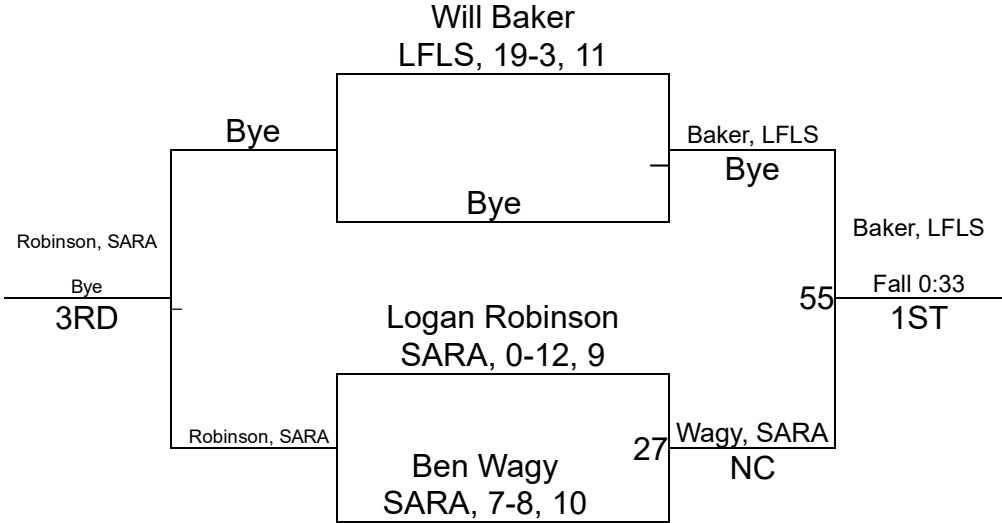 Will Baker
LFLS, 19-3, 11
Bye
Baker, LFLS
Bye
Bye
Robinson, SARA
Bye
3RD
Baker, LFLS
Fall 0:33
1ST
55
Logan Robinson
SARA, 0-12, 9
Robinson, SARA
27
Wagy, SARA
NC
Ben Wagy
SARA, 7-8, 10